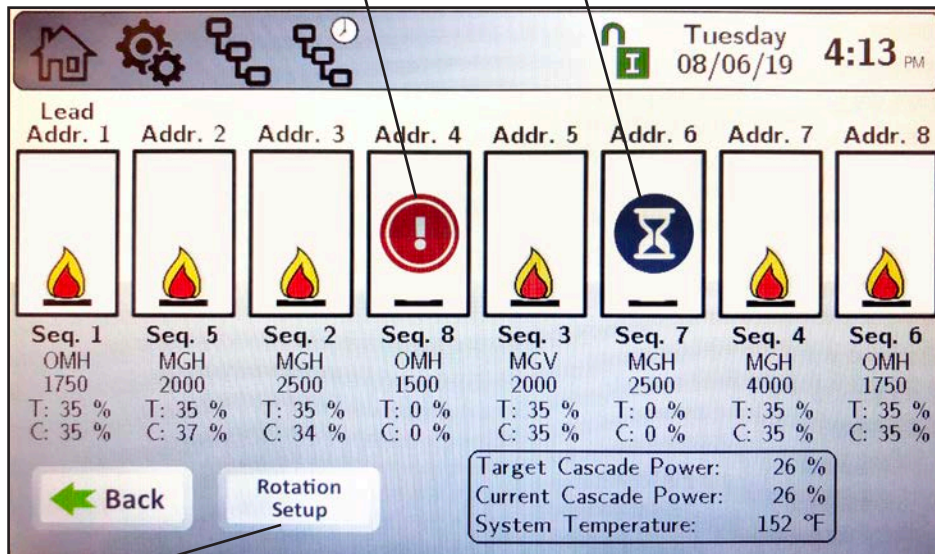 Tuesday
08/06/19
4:13 PM
Lead
Addr. 1 Addr. 2 Addr. 3 Addr. 4 Addr. 5 Addr. 6 Addr. 7 Addr. 8
!
I
Seq. 1 Seq. 5 Seq. 2 Seq. 8 Seq. 3 Seq. 7 Seq. 4 Seq. 6
OMH MGH MGH OMH MGV MGH MGH OMH
1750 2000 2500 1500 2000 2500 4000 1750
T: 35 % T: 35 % T: 35 % T: 0 % T: 35 % T: 0 % T: 35 % T: 35 %
C: 35 % C: 37 % C: 34 % C: 0 % C: 35 % C: 0 % C: 35 % C: 35 %
Back
Rotation
Setup
Target Cascade Power: 26 %
Current Cascade Power: 26 %
System Temperature: 152 °F